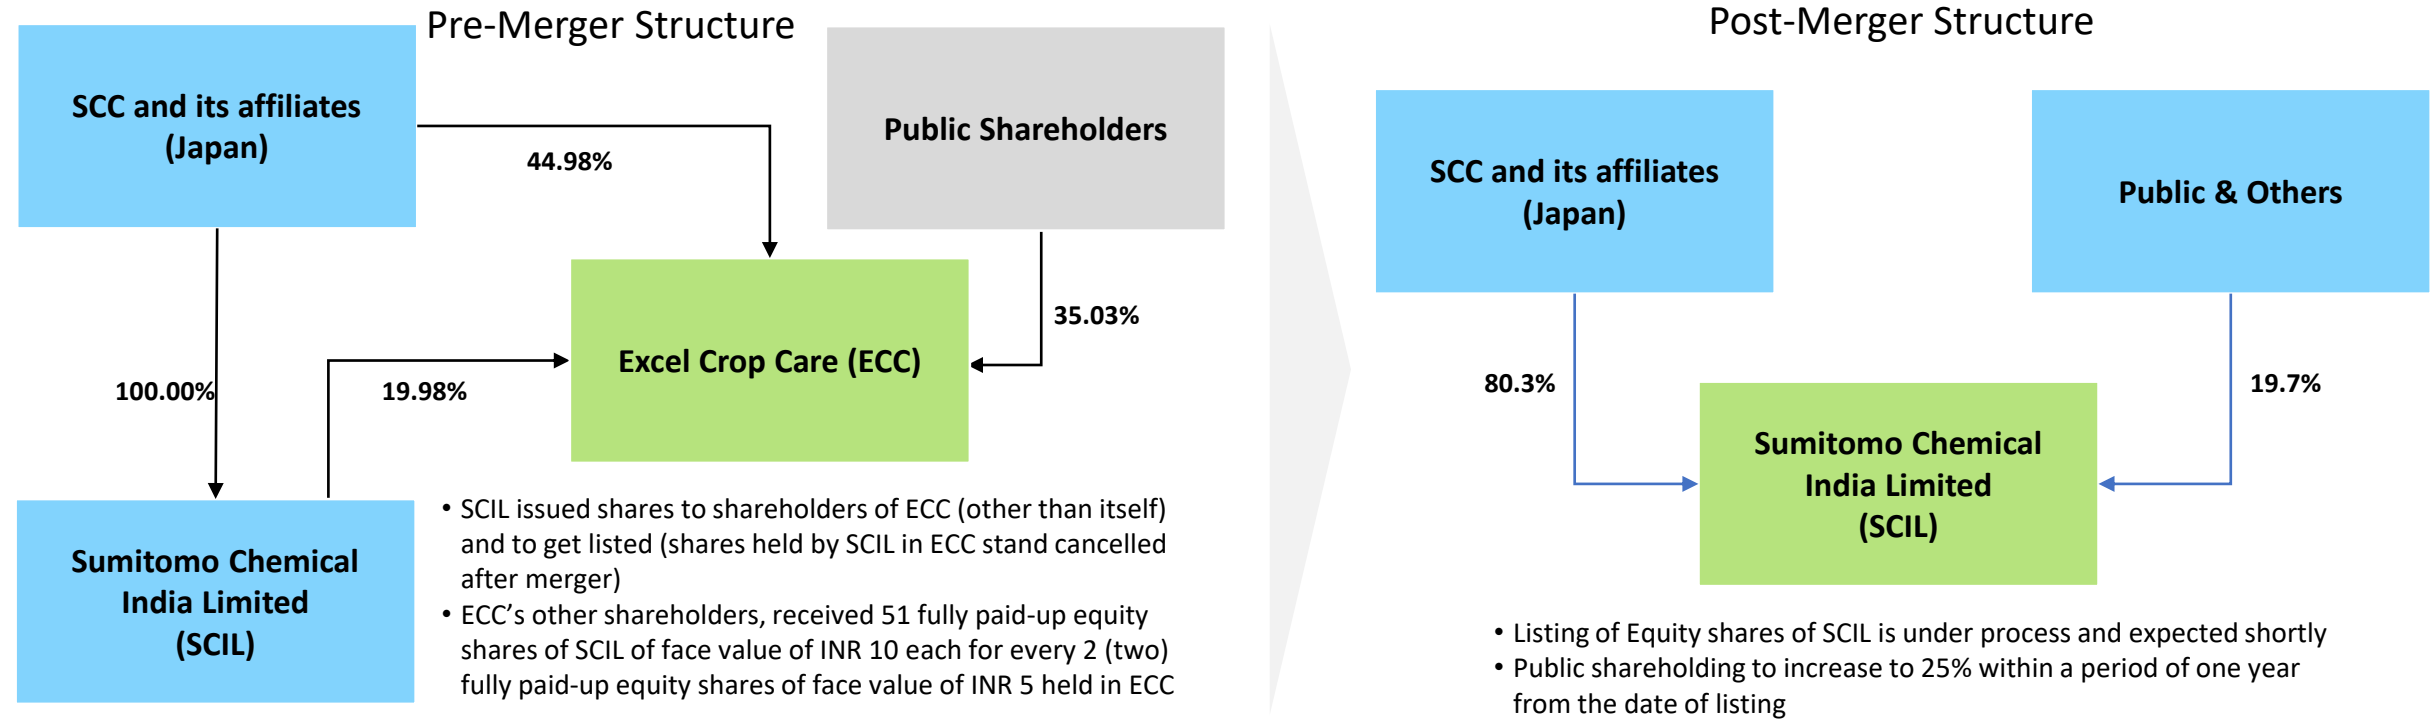 Pre-Merger Structure
SCC and its affiliates
(Japan)
Public Shareholders
44.98%
35.03%
Excel Crop Care (ECC)
100.00%
19.98%
Sumitomo Chemical
India Limited
(SCIL)
• SCIL issued shares to shareholders of ECC (other than itself)
and to get listed (shares held by SCIL in ECC stand cancelled
after merger)
• ECC’s other shareholders, received 51 fully paid-up equity
shares of SCIL of face value of INR 10 each for every 2 (two)
fully paid-up equity shares of face value of INR 5 held in ECC
Post-Merger Structure
SCC and its affiliates
(Japan)
Public & Others
80.3%
19.7%
Sumitomo Chemical
India Limited
(SCIL)
• Listing of Equity shares of SCIL is under process and expected shortly
• Public shareholding to increase to 25% within a period of one year
from the date of listing